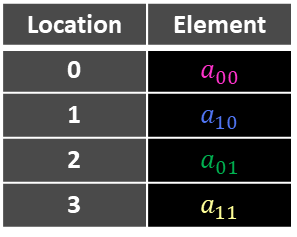 Location Element
0 a₀₀
1 a₁₀
2 a₀₁
3 a₁₁